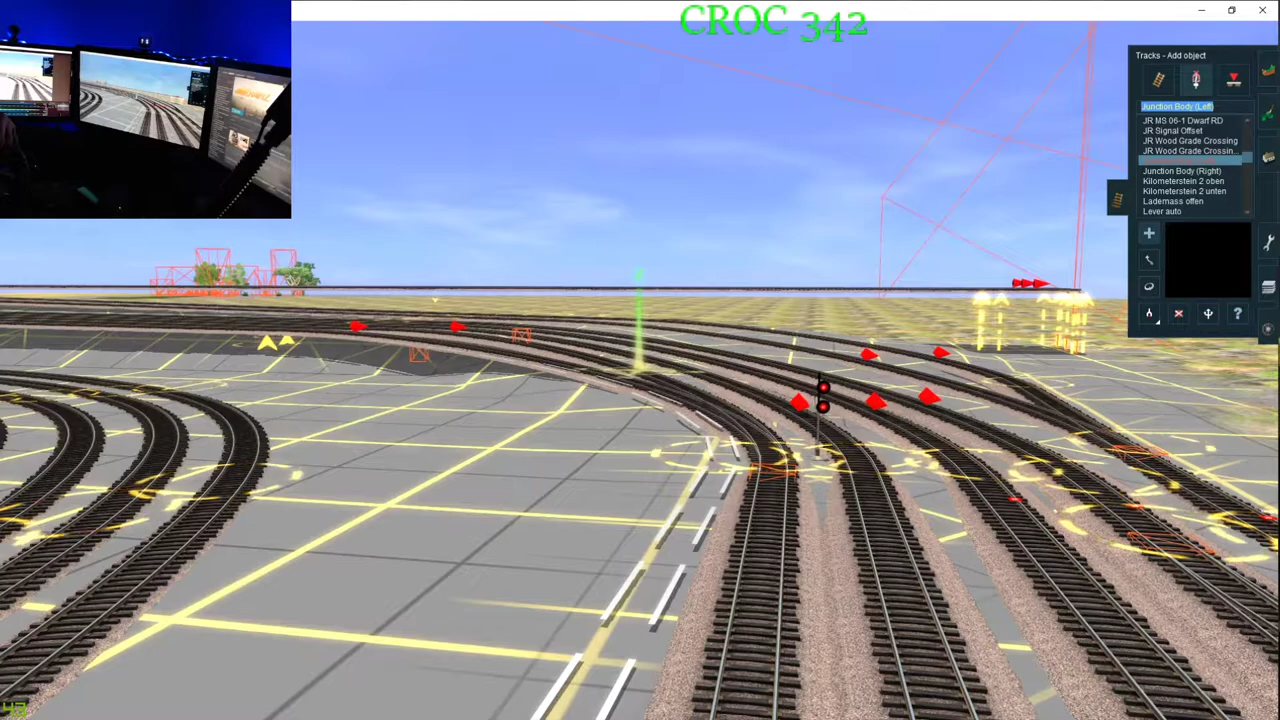 CROC 342
Tracks - Add object
Junction Body (Left)
JR MS 06-1 Dwarf RD
JR Signal Offset
JR Wood Grade Crossing
JR Wood Grade Crossin...
Junction Body (Right)
Kilometerstein 2 oben
Kilometerstein 2 unten
Lademass offen
Lever auto
43